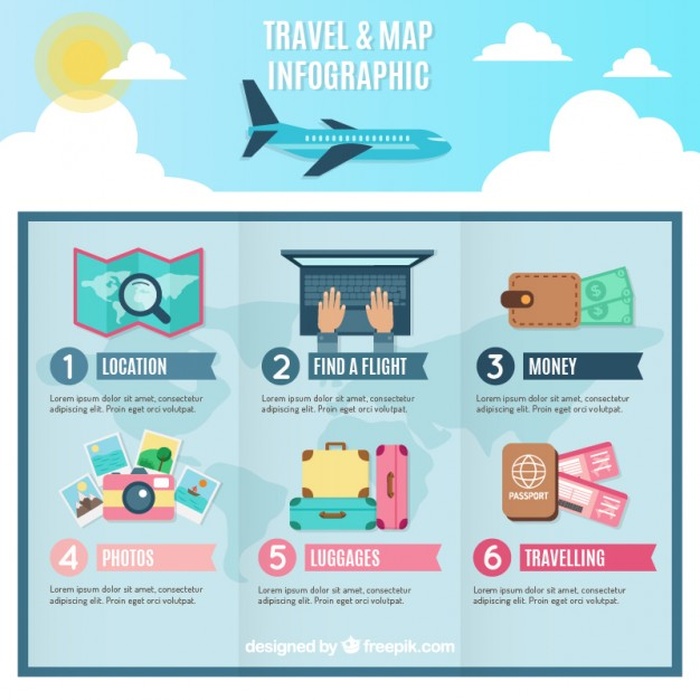 TRAVEL & MAP
INFOGRAPHIC
1 LOCATION
Lorem ipsum dolor sit amet, consectetur
adipiscing elit. Proin eget orci volutpat.
2 FIND A FLIGHT
Lorem ipsum dolor sit amet, consectetur
adipiscing elit. Proin eget orci volutpat.
3 MONEY
Lorem ipsum dolor sit amet, consectetur
adipiscing elit. Proin eget orci volutpat.
4 PHOTOS
Lorem ipsum dolor sit amet, consectetur
adipiscing elit. Proin eget orci volutpat.
5 LUGGAGES
Lorem ipsum dolor sit amet, consectetur
adipiscing elit. Proin eget orci volutpat.
PASSPORT
6 TRAVELLING
Lorem ipsum dolor sit amet, consectetur
adipiscing elit. Proin eget orci volutpat.
designed by freepik.com